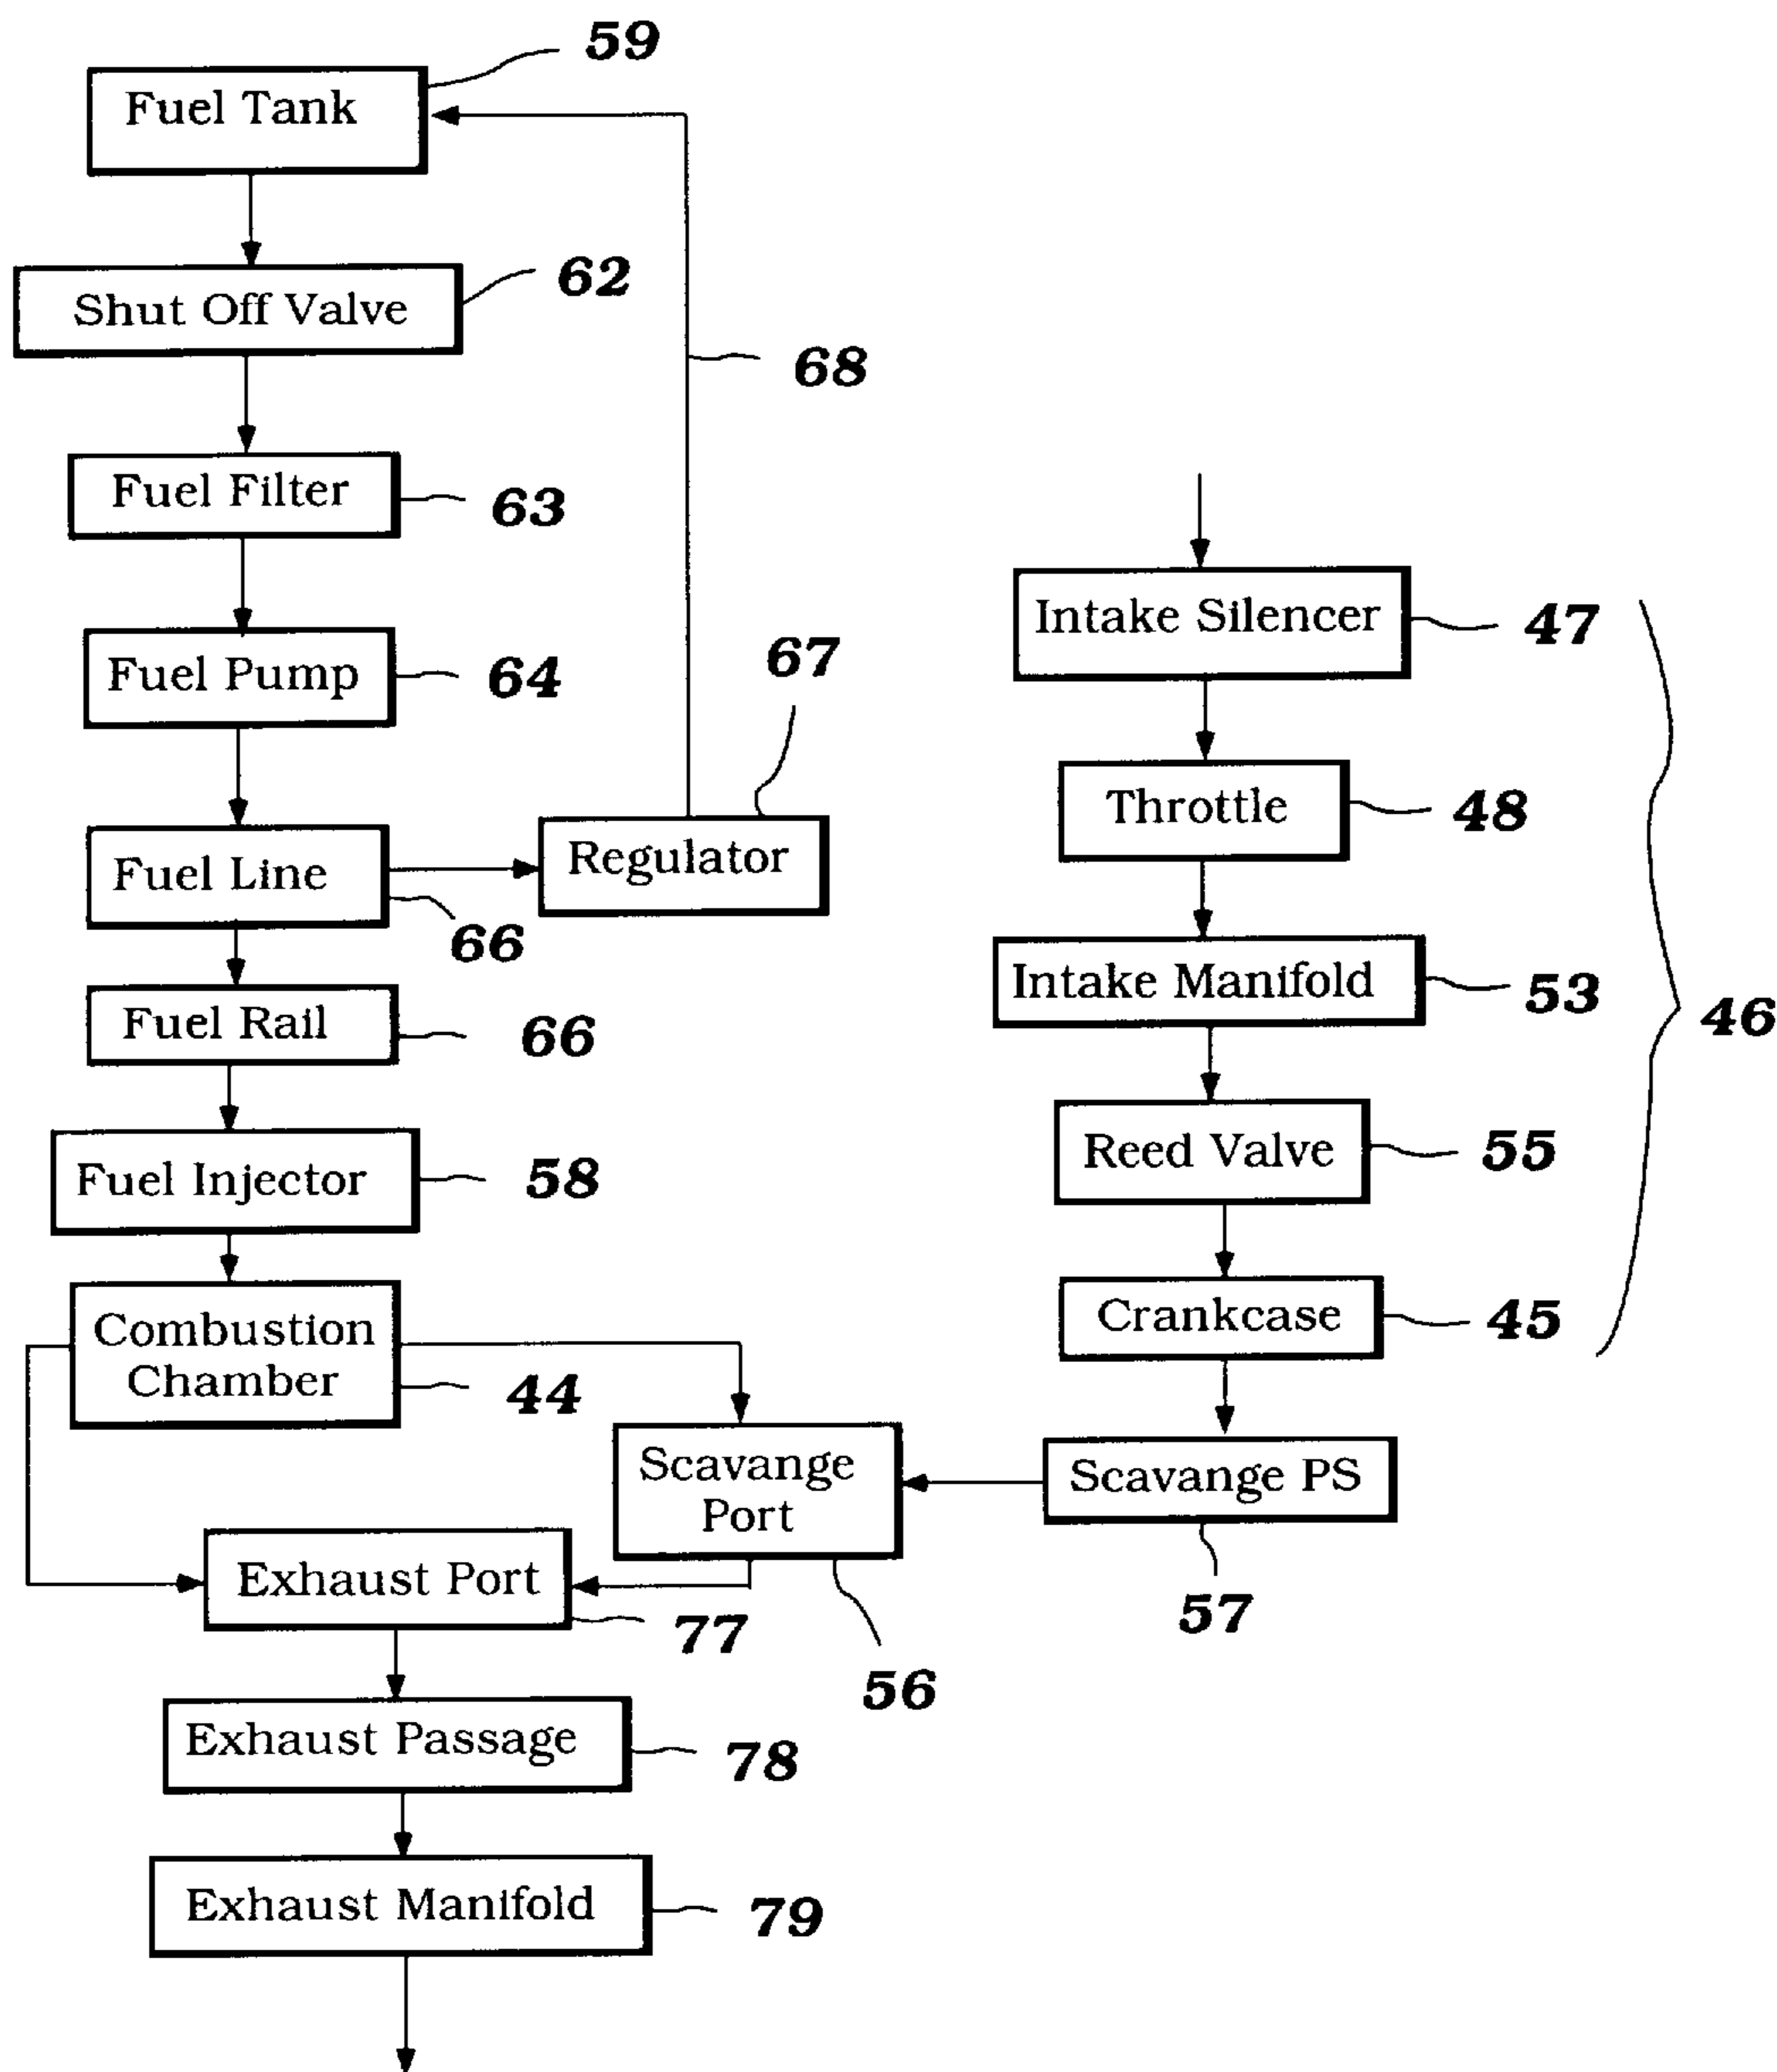 59
Fuel Tank
62
Shut Off Valve
68
Fuel Filter
63
Fuel Pump
64
67
Fuel Line
66
Regulator
Fuel Rail
66
Fuel Injector
58
Combustion
Chamber
44
Intake Silencer
47
Throttle
48
Intake Manifold
53
46
Reed Valve
55
Crankcase
45
Scavange
Port
56
Scavange PS
57
Exhaust Port
77
Exhaust Passage
78
Exhaust Manifold
79